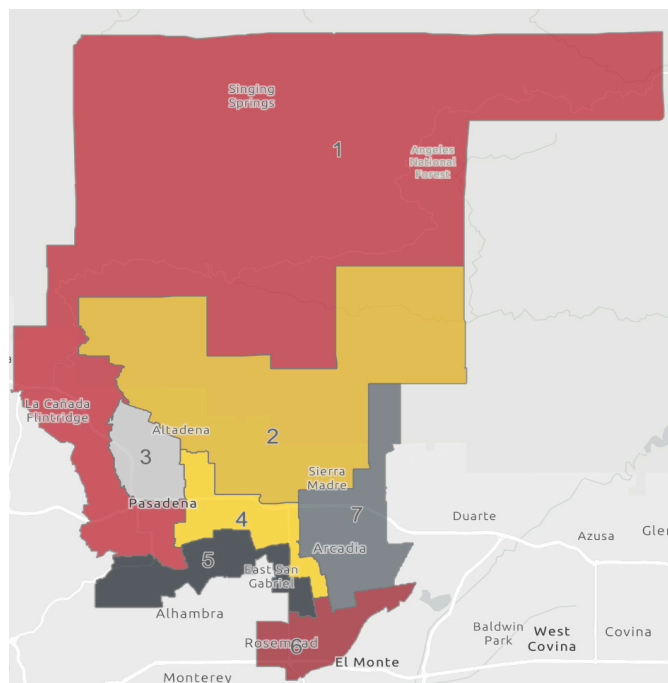 Singing
Springs
1
Angeles
National
Forest
La Cañada
Flintridge
Altadena
2
3
Sierra
Madre
Pasadena
4
7
Duarte
Azusa
Glen
Arcadia
5
East San
Gabriel
Alhambra
Rosemead
6
El Monte
Baldwin
Park
West
Covina
Covina
Monterey